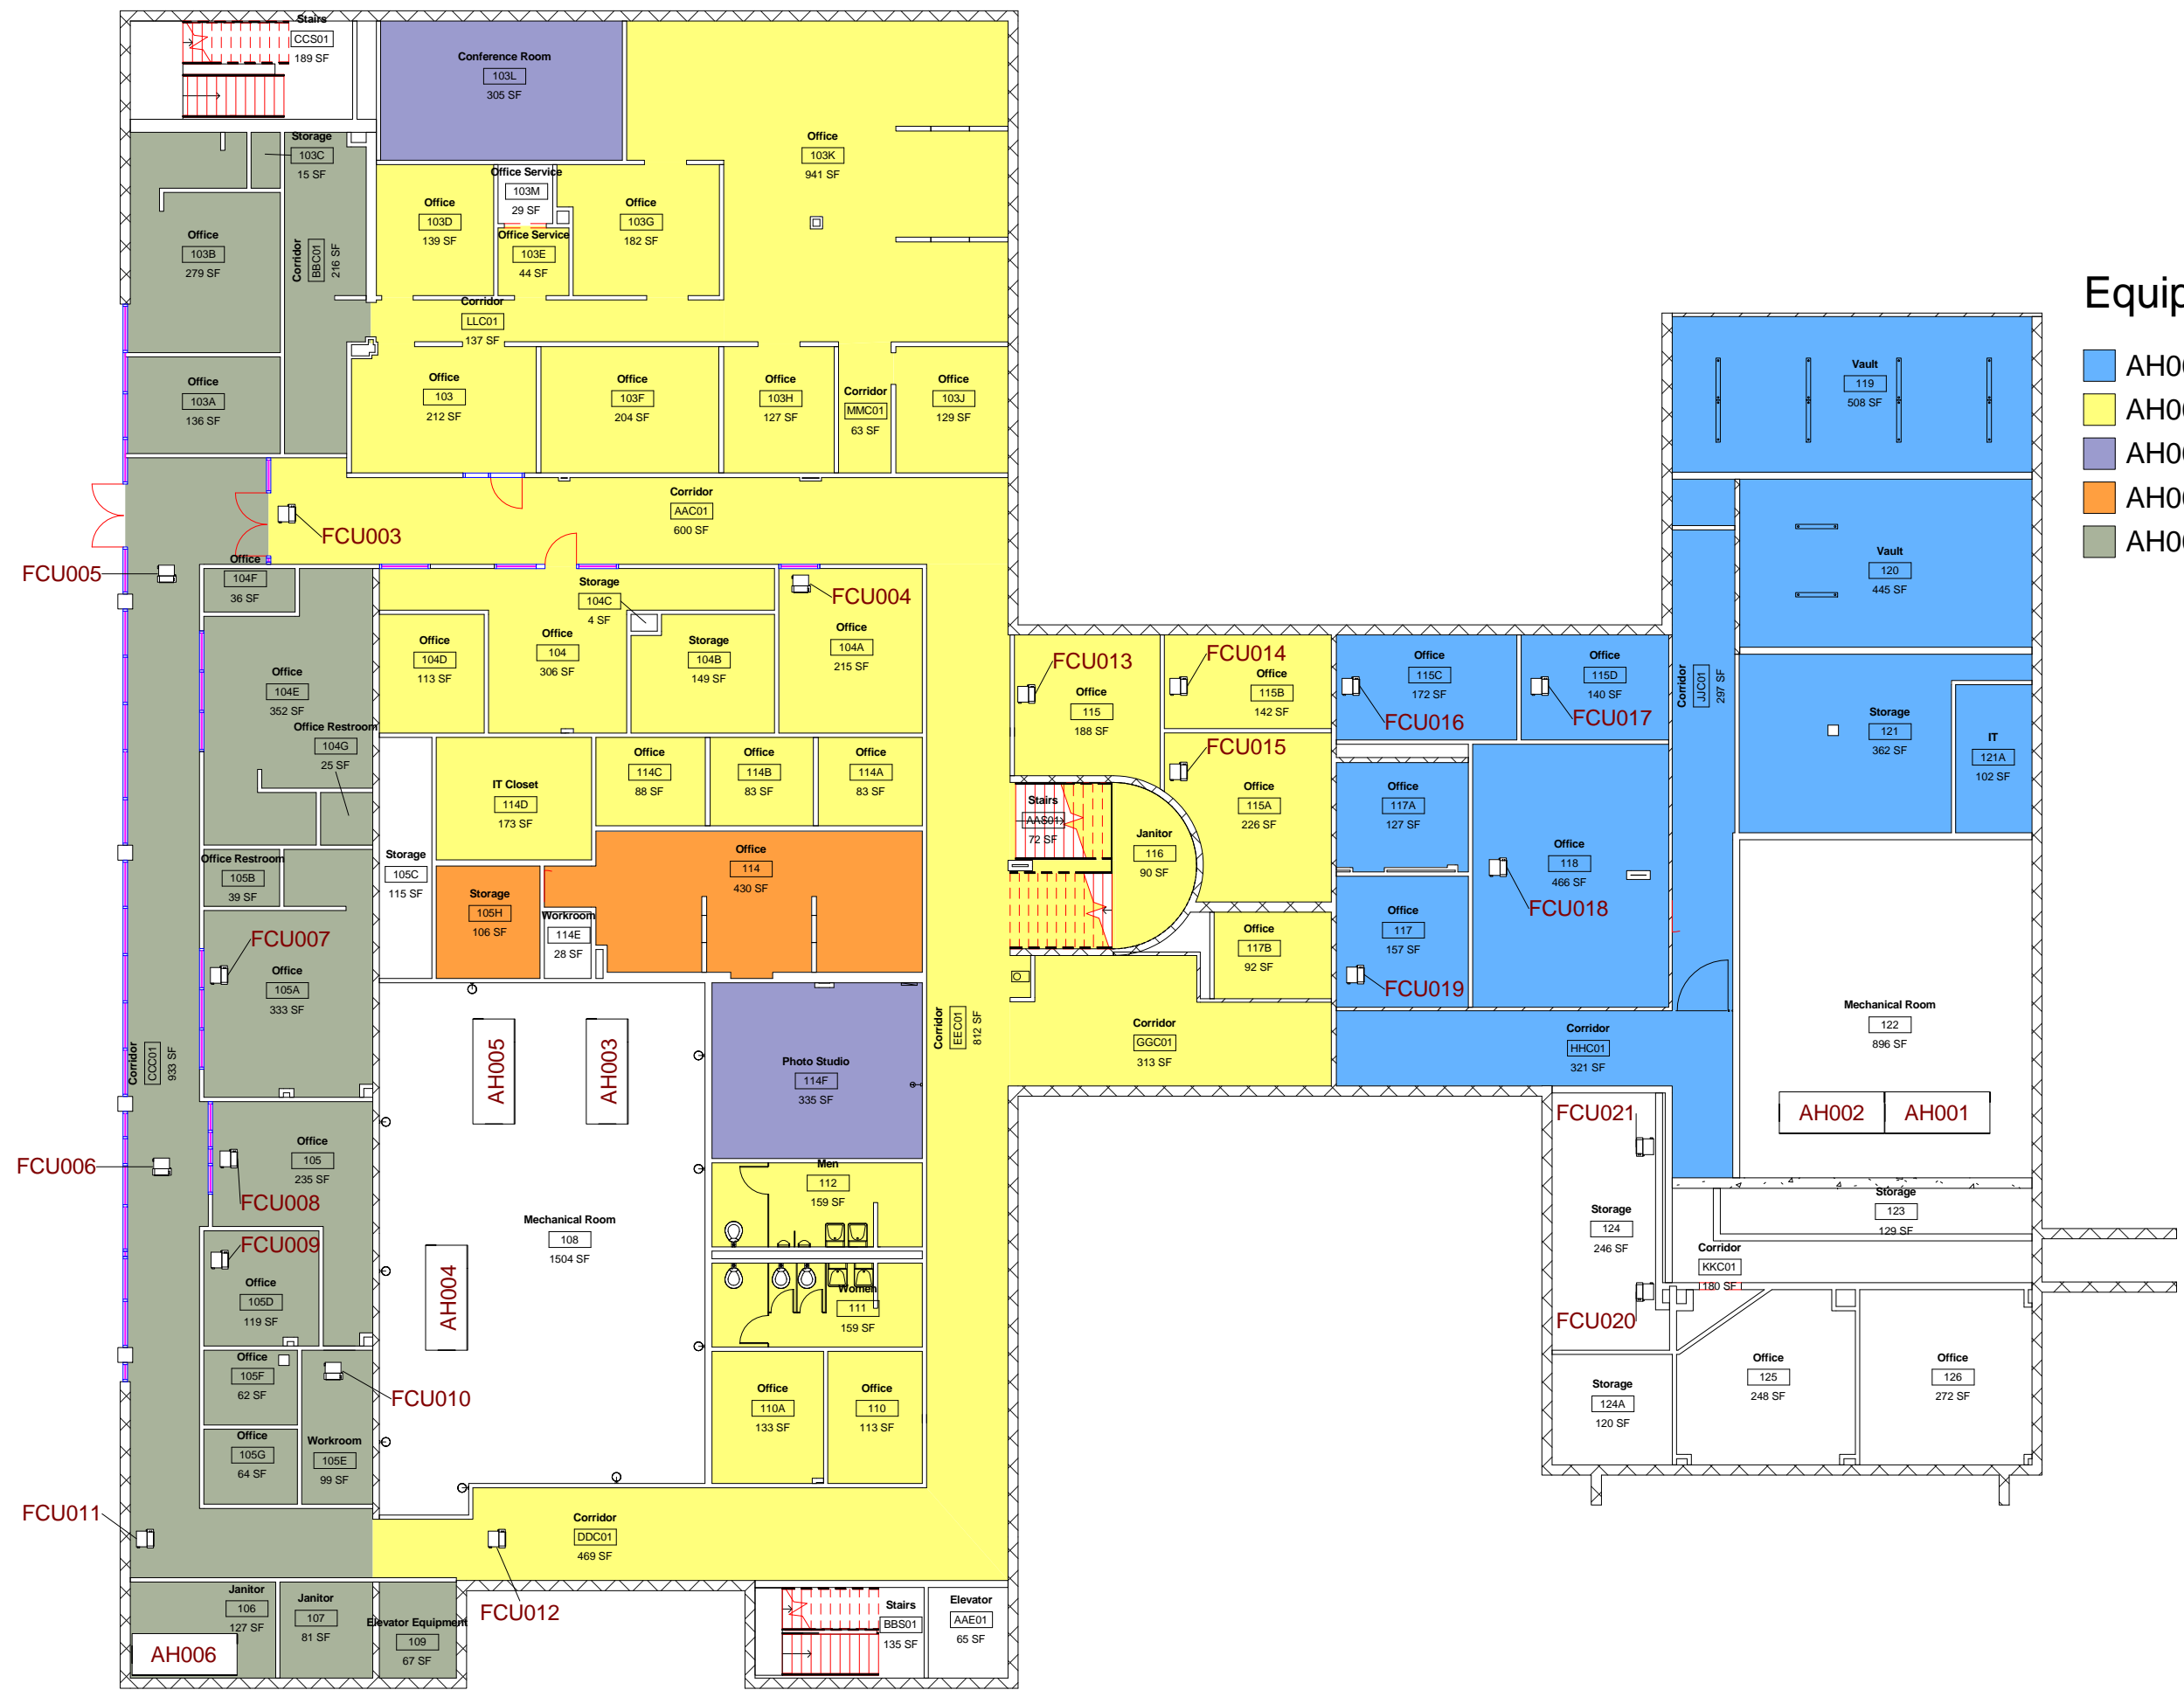 Stairs
CCS01
189 SF
Conference Room
103L
305 SF
Storage
103C
15 SF
Office
103K
941 SF
Office Service
103M
29 SF
Office
103D
139 SF
Office
103G
182 SF
Office Service
103E
44 SF
Office
103B
279 SF
Corridor
BBC01
216 SF
Corridor
LLC01
137 SF
Office
103A
136 SF
Office
103
212 SF
Office
103F
204 SF
Office
103H
127 SF
Corridor
MMC01
63 SF
Office
103J
129 SF
Equip
AH00
AH00
AH00
AH00
AH00
Vault
119
508 SF
Corridor
AAC01
600 SF
FCU003
FCU005
Office
104F
36 SF
Storage
104C
4 SF
FCU004
Office
104A
215 SF
Office
104D
113 SF
Office
104
306 SF
Storage
104B
149 SF
Office
104E
352 SF
Office Restroom
104G
25 SF
Vault
120
445 SF
FCU013
Office
115
188 SF
FCU014
Office
115B
142 SF
Office
115C
172 SF
FCU016
Office
115D
140 SF
FCU017
Corridor
JJC01
297 SF
Storage
121
362 SF
IT
121A
102 SF
FCU015
Office
115A
226 SF
IT Closet
114D
173 SF
Office
114C
88 SF
Office
114B
83 SF
Office
114A
83 SF
Stairs
AAS01
72 SF
Janitor
116
90 SF
Office
117A
127 SF
Office
118
466 SF
FCU018
Office Restroom
105B
39 SF
Storage
105C
115 SF
Office
114
430 SF
Storage
105H
106 SF
Workroom
114E
28 SF
Office
117B
92 SF
Office
117
157 SF
FCU019
FCU007
Office
105A
333 SF
Corridor
CCC01
933 SF
AH005
AH003
Photo Studio
114F
335 SF
Corridor
EEC01
812 SF
Corridor
GGC01
313 SF
Corridor
HHC01
321 SF
Mechanical Room
122
896 SF
AH002
AH001
FCU021
FCU006
Office
105
235 SF
FCU008
Men
112
159 SF
Storage
123
129 SF
Storage
124
246 SF
Corridor
KKC01
180 SF
FCU009
Office
105D
119 SF
Mechanical Room
108
1504 SF
AH004
Women
111
159 SF
FCU020
Office
105F
62 SF
FCU010
Office
110A
133 SF
Office
110
113 SF
Storage
124A
120 SF
Office
125
248 SF
Office
126
272 SF
Office
105G
64 SF
Workroom
105E
99 SF
FCU011
Corridor
DDC01
469 SF
FCU012
Janitor
106
127 SF
AH006
Janitor
107
81 SF
Elevator Equipment
109
67 SF
Stairs
BBS01
135 SF
Elevator
AAE01
65 SF